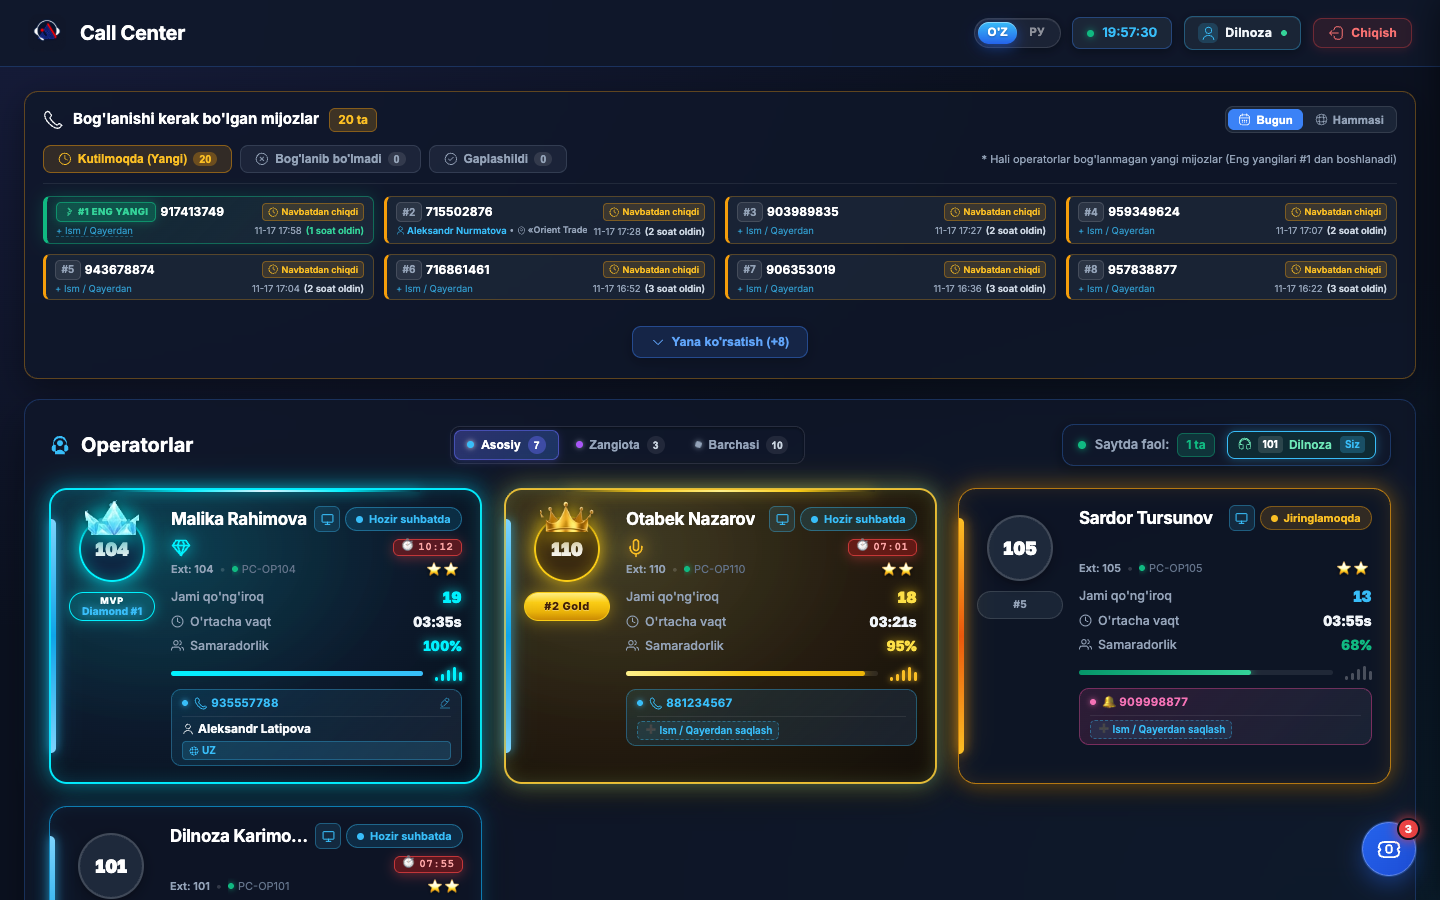 Call Center
O'Z РУ
19:57:30
Dilnoza
Chiqish
Bog'lanishi kerak bo'lgan mijozlar 20 ta
Bugun Hammasi
Kutilmoqda (Yangi) 20
Bog'lanib bo'lmadi 0
Gaplashildi 0
* Hali operatorlar bog'lanmagan yangi mijozlar (Eng yangilari #1 dan boshlanadi)
#1 ENG YANGI 917413749 Navbatdan chiqdi
+ Ism / Qayerdan 11-17 17:58 (1 soat oldin)
#2 715502876 Navbatdan chiqdi
Aleksandr Nurmatova • «Orient Trade 11-17 17:28 (2 soat oldin)
#3 903989835 Navbatdan chiqdi
+ Ism / Qayerdan 11-17 17:27 (2 soat oldin)
#4 959349624 Navbatdan chiqdi
+ Ism / Qayerdan 11-17 17:07 (2 soat oldin)
#5 943678874 Navbatdan chiqdi
+ Ism / Qayerdan 11-17 17:04 (2 soat oldin)
#6 716861461 Navbatdan chiqdi
+ Ism / Qayerdan 11-17 16:52 (3 soat oldin)
#7 906353019 Navbatdan chiqdi
+ Ism / Qayerdan 11-17 16:36 (3 soat oldin)
#8 957838877 Navbatdan chiqdi
+ Ism / Qayerdan 11-17 16:22 (3 soat oldin)
Yana ko'rsatish (+8)
Operatorlar
Asosiy 7
Zangiota 3
Barchasi 10
Saytda faol: 1 ta
101 Dilnoza Siz
104
MVP
Diamond #1
Malika Rahimova Hozir suhbatda
10:12
Ext: 104 • PC-OP104
Jami qo'ng'iroq 19
O'rtacha vaqt 03:35s
Samaradorlik 100%
935557788
Aleksandr Latipova
UZ
110
#2 Gold
Otabek Nazarov Hozir suhbatda
07:01
Ext: 110 • PC-OP110
Jami qo'ng'iroq 18
O'rtacha vaqt 03:21s
Samaradorlik 95%
881234567
Ism / Qayerdan saqlash
105
#5
Sardor Tursunov Jiringlamoqda
Ext: 105 • PC-OP105
Jami qo'ng'iroq 13
O'rtacha vaqt 03:55s
Samaradorlik 68%
909998877
Ism / Qayerdan saqlash
101
Dilnoza Karimo... Hozir suhbatda
07:55
Ext: 101 • PC-OP101
3